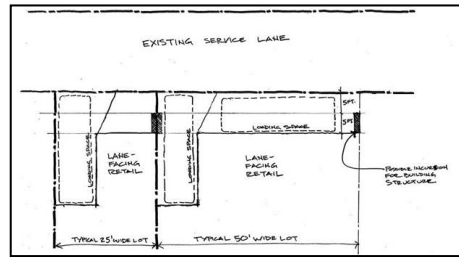 EXISTING SERVICE LANE
5FT.
5FT.
LOADING SPACE
LOADING SPACE
LOADING SPACE
LANE-
FACING
RETAIL
LANE-
FACING
RETAIL
POSSIBLE INCURSION
FOR BUILDING
STRUCTURE
TYPICAL 25' WIDE LOT
TYPICAL 50' WIDE LOT